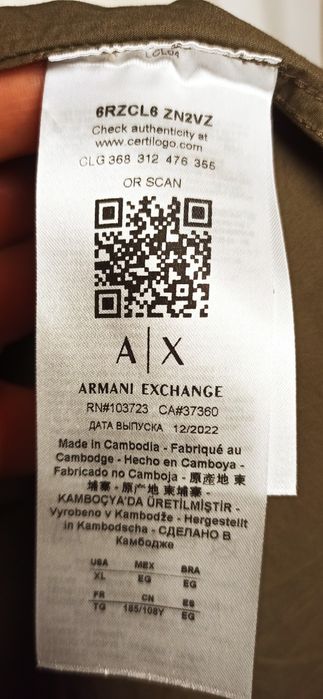 6RZCL6 ZN2VZ
Check authenticity at
www.certilogo.com
CLG 368 312 476 355
OR SCAN
A|X
ARMANI EXCHANGE
RN#103723 CA#37360
ДАТА ВЫПУСКА 12/2022
Made in Cambodia - Fabriqué au
Cambodge - Hecho en Camboya -
Fabricado no Camboja - 原產地 柬
埔寨 - 原产地 柬埔寨 -
KAMBOÇYA'DA ÜRETİLMİŞTİR -
Vyrobeno v Kambodže - Hergestellt
in Kambodscha - СДЕЛАНО В
Камбодже
USA MEX BRA
XL EG EG
FR CN ES
TG 185/108Y EG